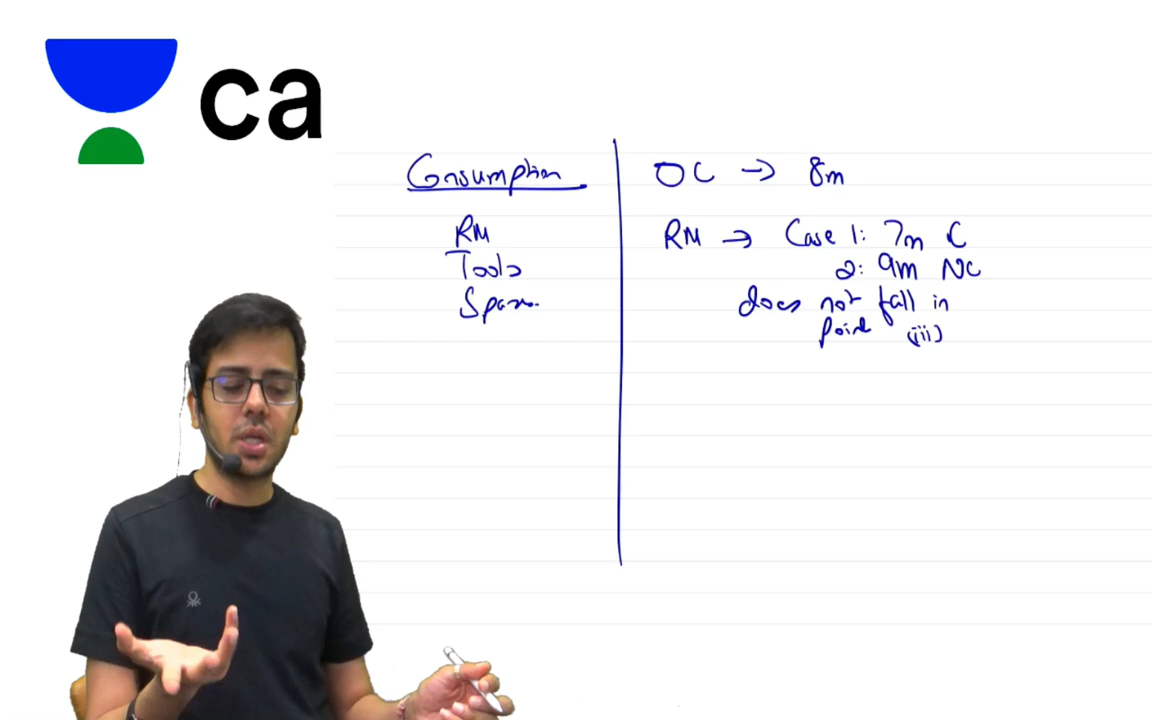 ca
Consumption
RM
Tools
Spares
OC → 8m
RM → Case 1: 7m C
2: 9m NC
does not fall in
point (iii)